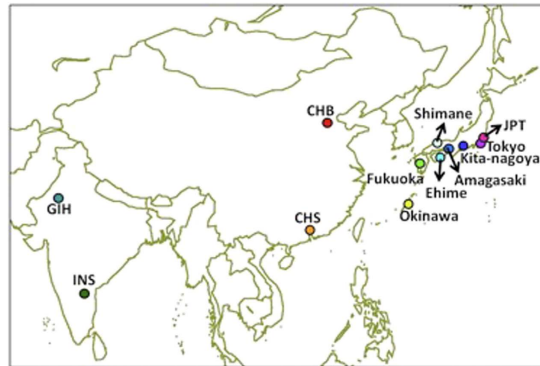 CHB
Shimane
JPT
Tokyo
Kita-nagoya
Fukuoka
Amagasaki
Ehime
GIH
Okinawa
CHS
INS